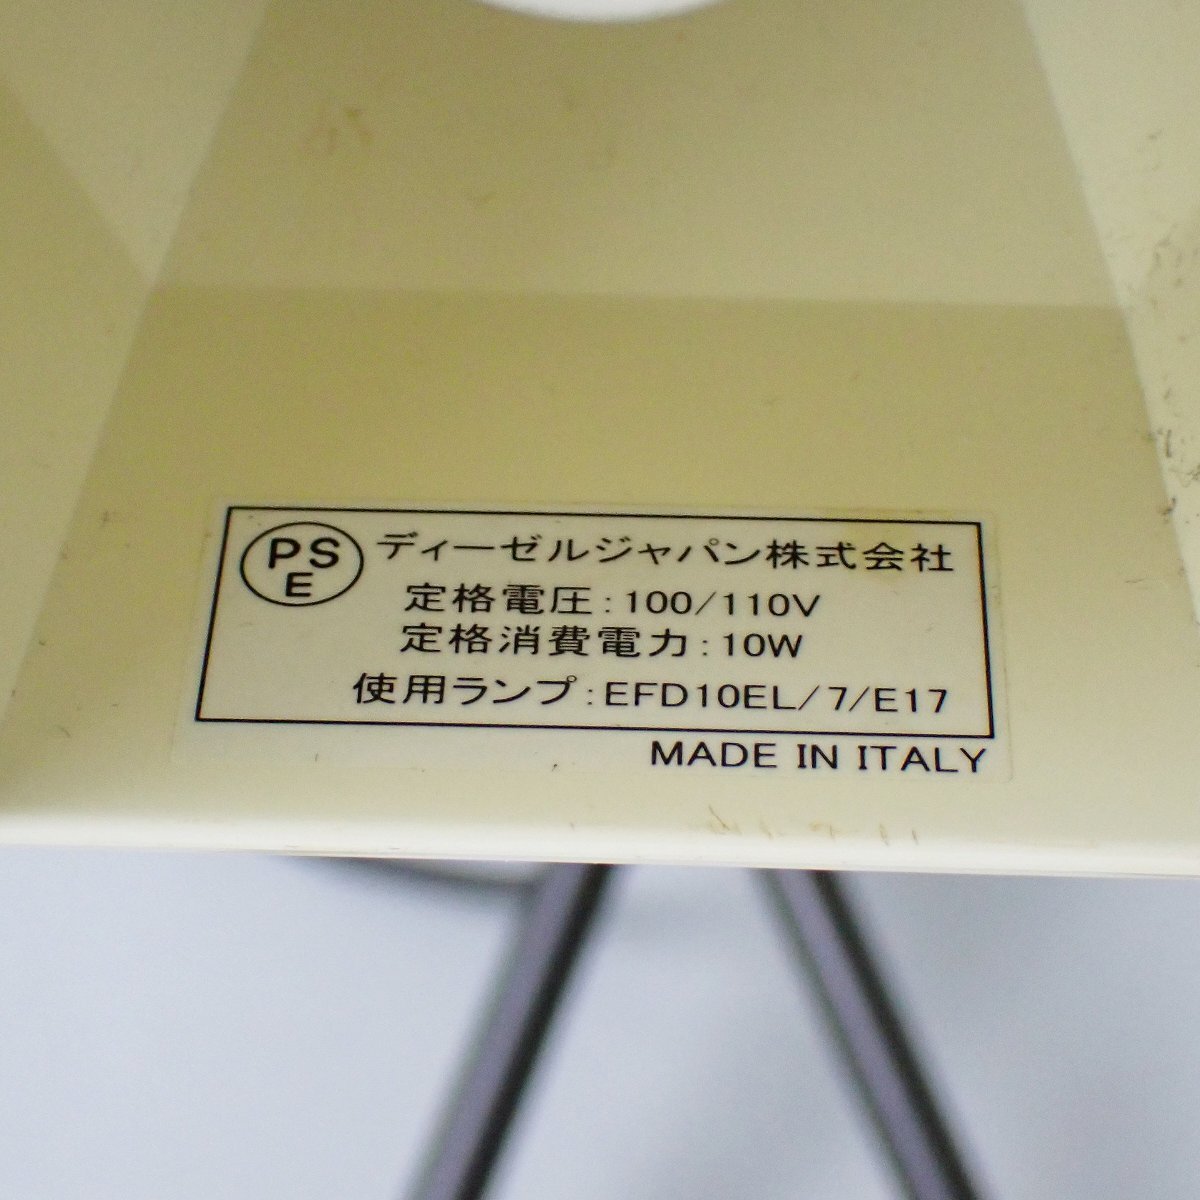 PSE ディーゼルジャパン株式会社
定格電圧：100/110V
定格消費電力：10W
使用ランプ：EFD10EL/7/E17
MADE IN ITALY